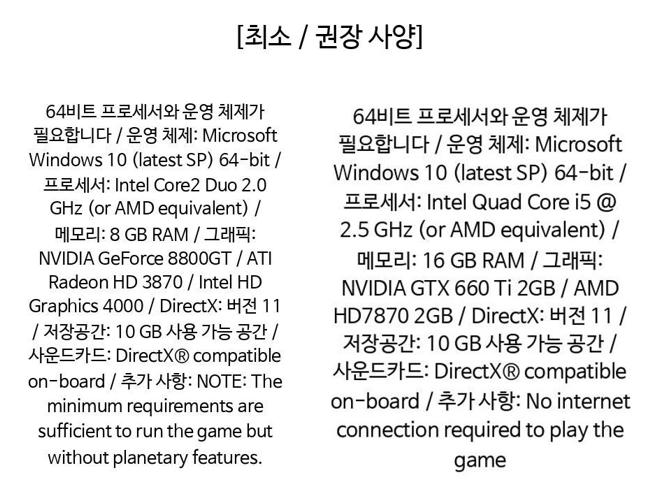 [최소 / 권장 사양]
64비트 프로세서와 운영 체제가
필요합니다 / 운영 체제: Microsoft
Windows 10 (latest SP) 64-bit /
프로세서: Intel Core2 Duo 2.0
GHz (or AMD equivalent) /
메모리: 8 GB RAM / 그래픽:
NVIDIA GeForce 8800GT / ATI
Radeon HD 3870 / Intel HD
Graphics 4000 / DirectX: 버전 11
/ 저장공간: 10 GB 사용 가능 공간 /
사운드카드: DirectX® compatible
on-board / 추가 사항: NOTE: The
minimum requirements are
sufficient to run the game but
without planetary features.
64비트 프로세서와 운영 체제가
필요합니다 / 운영 체제: Microsoft
Windows 10 (latest SP) 64-bit /
프로세서: Intel Quad Core i5 @
2.5 GHz (or AMD equivalent) /
메모리: 16 GB RAM / 그래픽:
NVIDIA GTX 660 Ti 2GB / AMD
HD7870 2GB / DirectX: 버전 11 /
저장공간: 10 GB 사용 가능 공간 /
사운드카드: DirectX® compatible
on-board / 추가 사항: No internet
connection required to play the
game